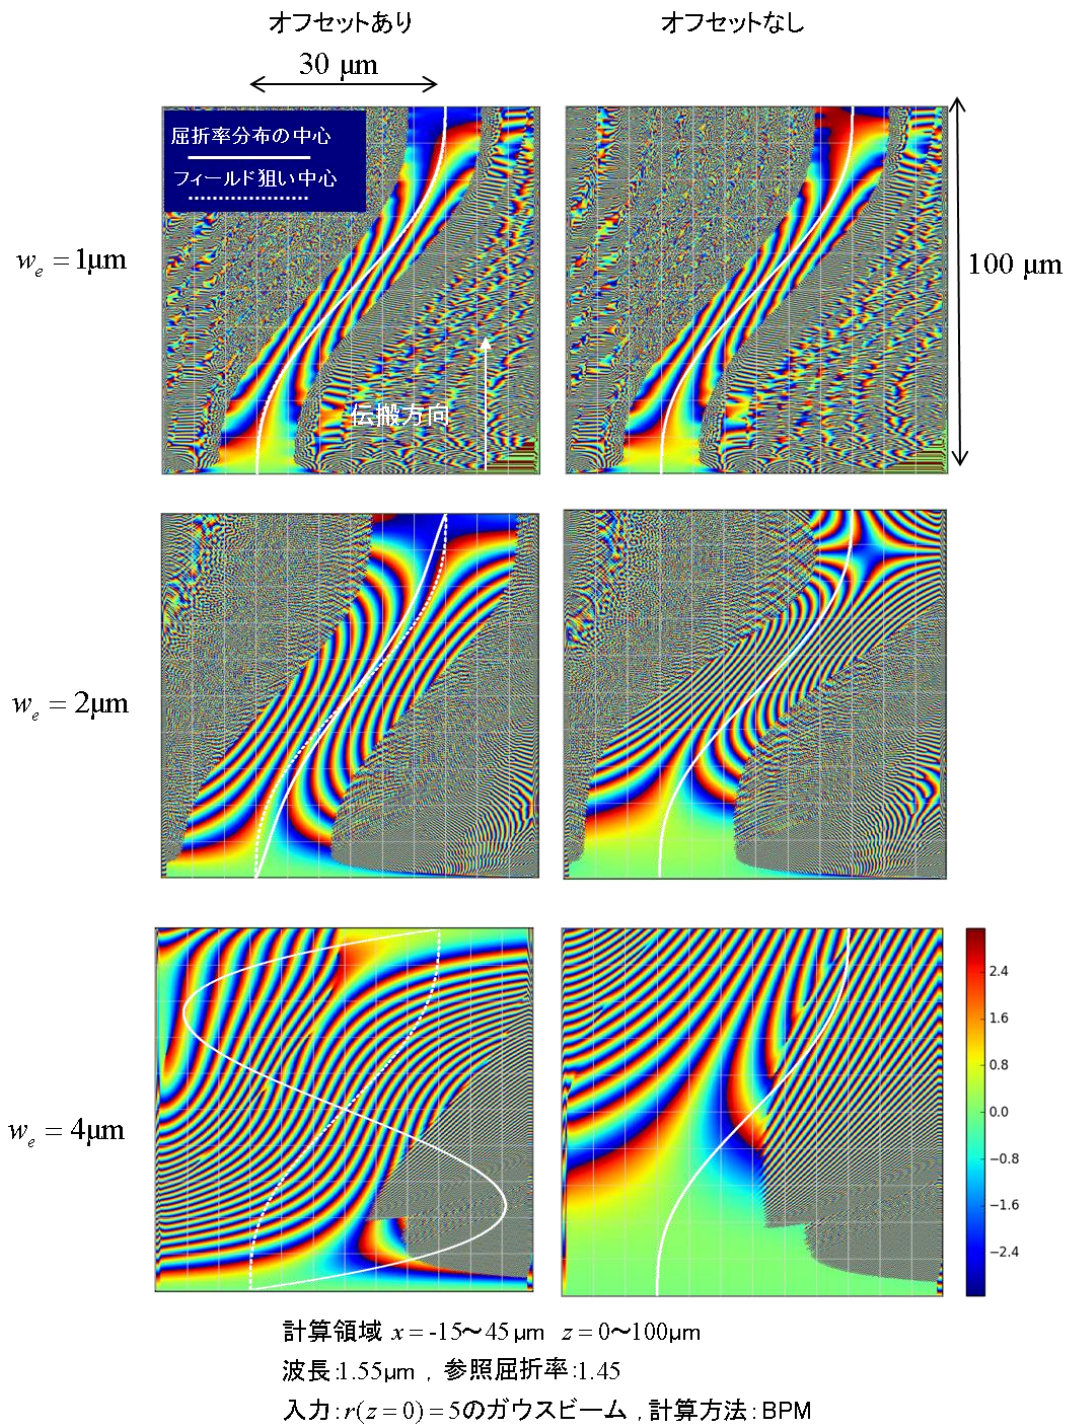 オフセットあり
オフセットなし
30 μm
屈折率分布の中心
フィールド狙い中心
w_e = 1μm
100 μm
伝搬方向
w_e = 2μm
w_e = 4μm
2.4
1.6
0.8
0.0
−0.8
−1.6
−2.4
計算領域 x = -15～45 μm z = 0～100μm
波長:1.55μm , 参照屈折率:1.45
入力:r(z = 0) = 5のガウスビーム , 計算方法:BPM